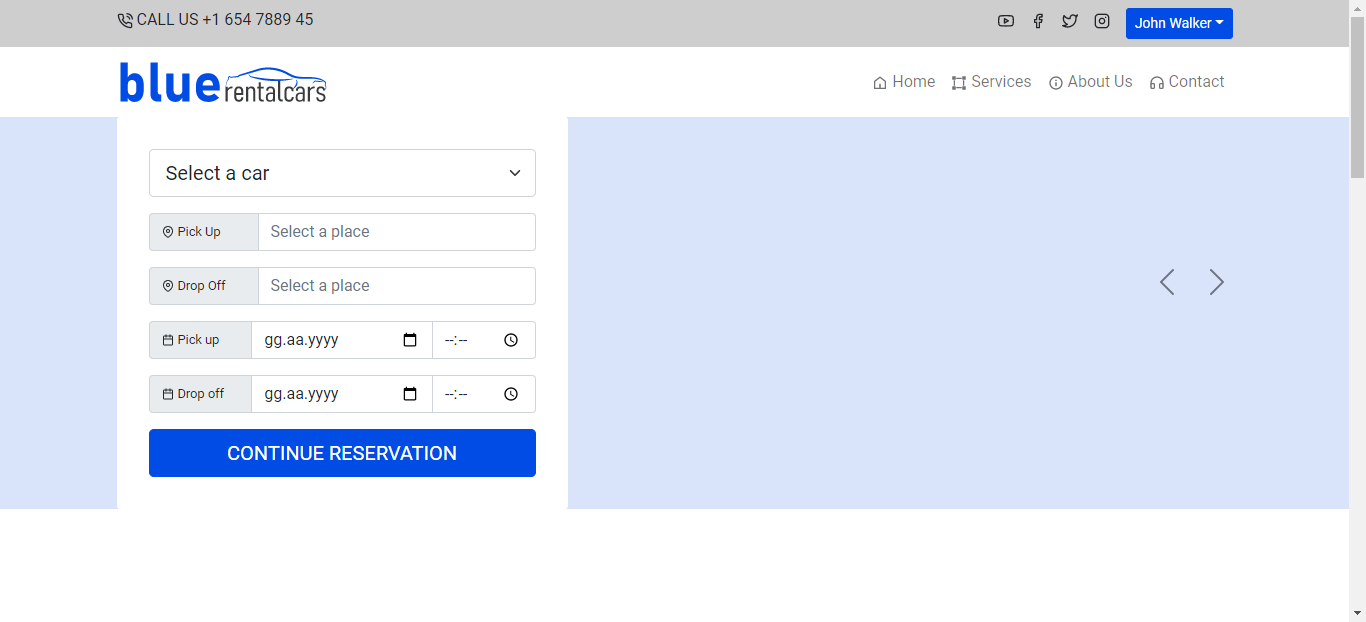 CALL US +1 654 7889 45
John Walker
blue rentalcars
Home Services About Us Contact
Select a car
Pick Up Select a place
Drop Off Select a place
Pick up gg.aa.yyyy --:--
Drop off gg.aa.yyyy --:--
CONTINUE RESERVATION